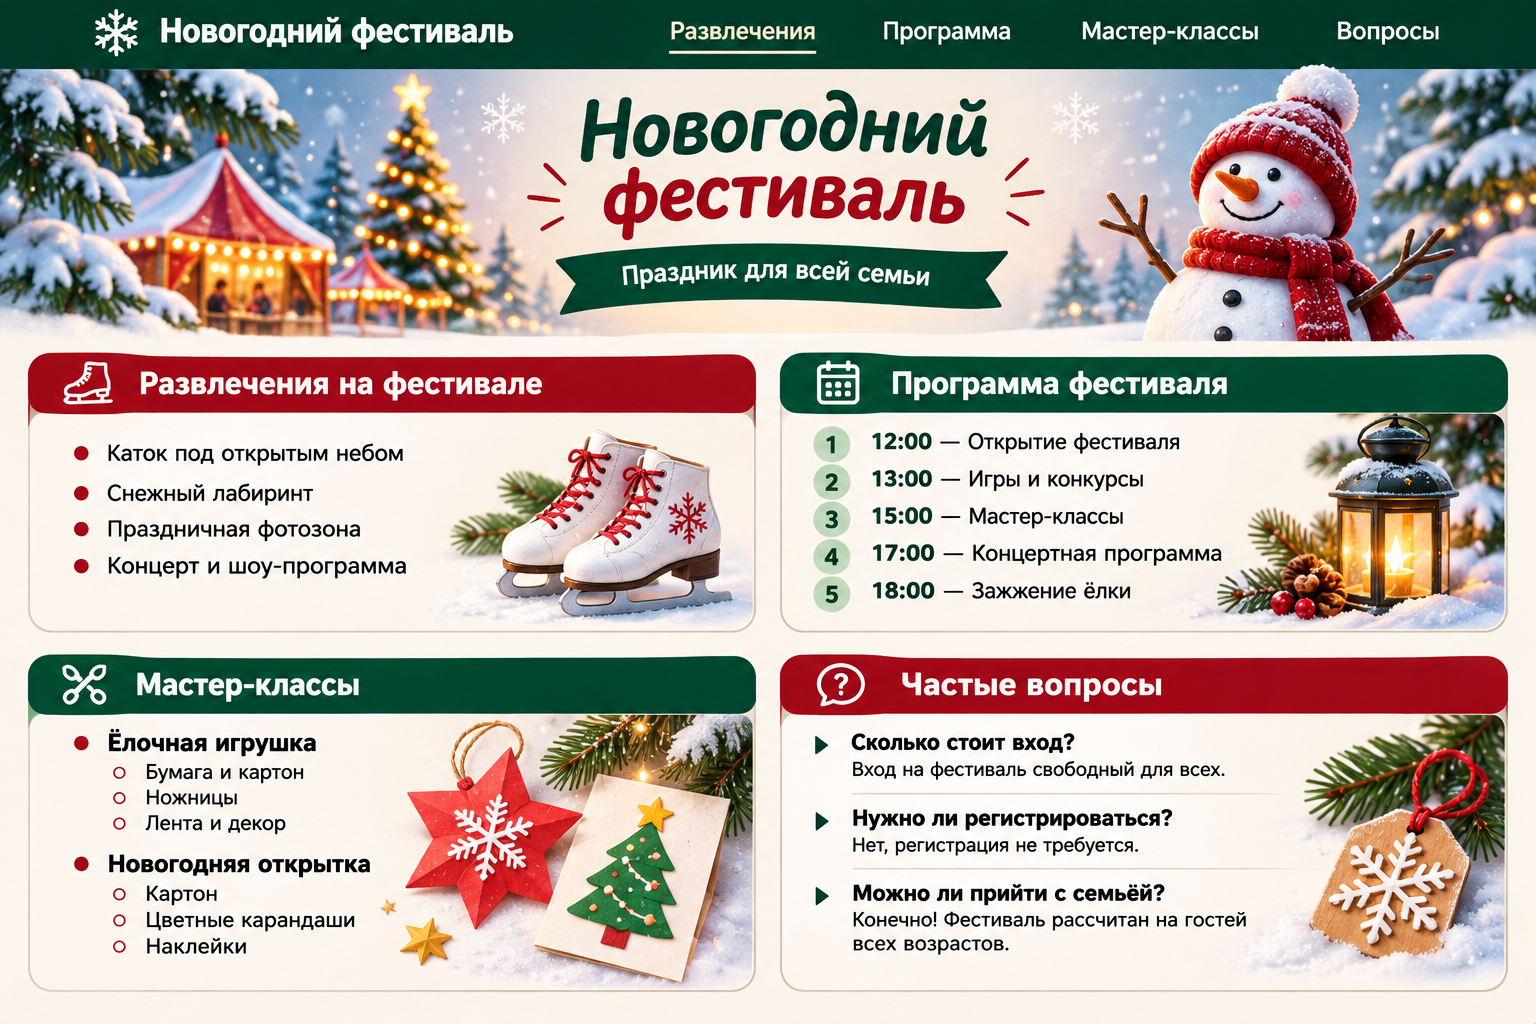 Новогодний фестиваль
Развлечения
Программа
Мастер-классы
Вопросы
Новогодний
фестиваль
Праздник для всей семьи
Развлечения на фестивале
Каток под открытым небом
Снежный лабиринт
Праздничная фотозона
Концерт и шоу-программа
Программа фестиваля
1 12:00 — Открытие фестиваля
2 13:00 — Игры и конкурсы
3 15:00 — Мастер-классы
4 17:00 — Концертная программа
5 18:00 — Зажжение ёлки
Мастер-классы
Ёлочная игрушка
Бумага и картон
Ножницы
Лента и декор
Новогодняя открытка
Картон
Цветные карандаши
Наклейки
Частые вопросы
Сколько стоит вход?
Вход на фестиваль свободный для всех.
Нужно ли регистрироваться?
Нет, регистрация не требуется.
Можно ли прийти с семьёй?
Конечно! Фестиваль рассчитан на гостей
всех возрастов.